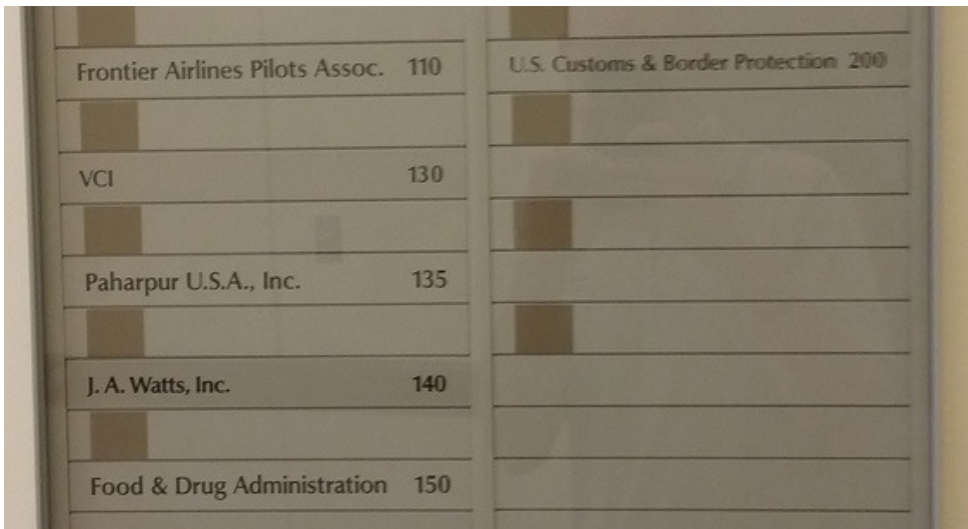 Frontier Airlines Pilots Assoc. 110
VCI 130
Paharpur U.S.A., Inc. 135
J. A. Watts, Inc. 140
Food & Drug Administration 150
U.S. Customs & Border Protection 200